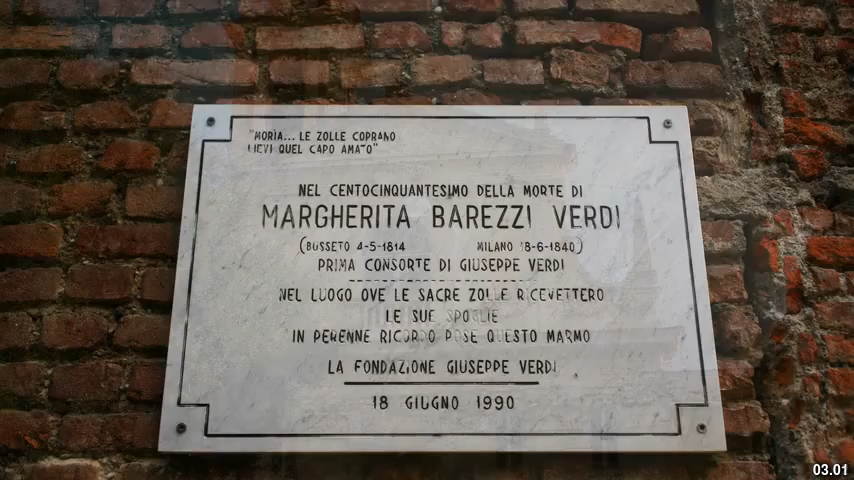 "MORIA... LE ZOLLE COPRANO
LIEVI QUEL CAPO AMATO"
NEL CENTOCINQUANTESIMO DELLA MORTE DI
MARGHERITA BAREZZI VERDI
(BUSSETO 4-5-1814 MILANO 18-6-1840)
PRIMA CONSORTE DI GIUSEPPE VERDI
NEL LUOGO OVE LE SACRE ZOLLE RICEVETTERO
LE SUE SPOGLIE
IN PERENNE RICORDO POSE QUESTO MARMO
LA FONDAZIONE GIUSEPPE VERDI
18 GIUGNO 1990
03.01